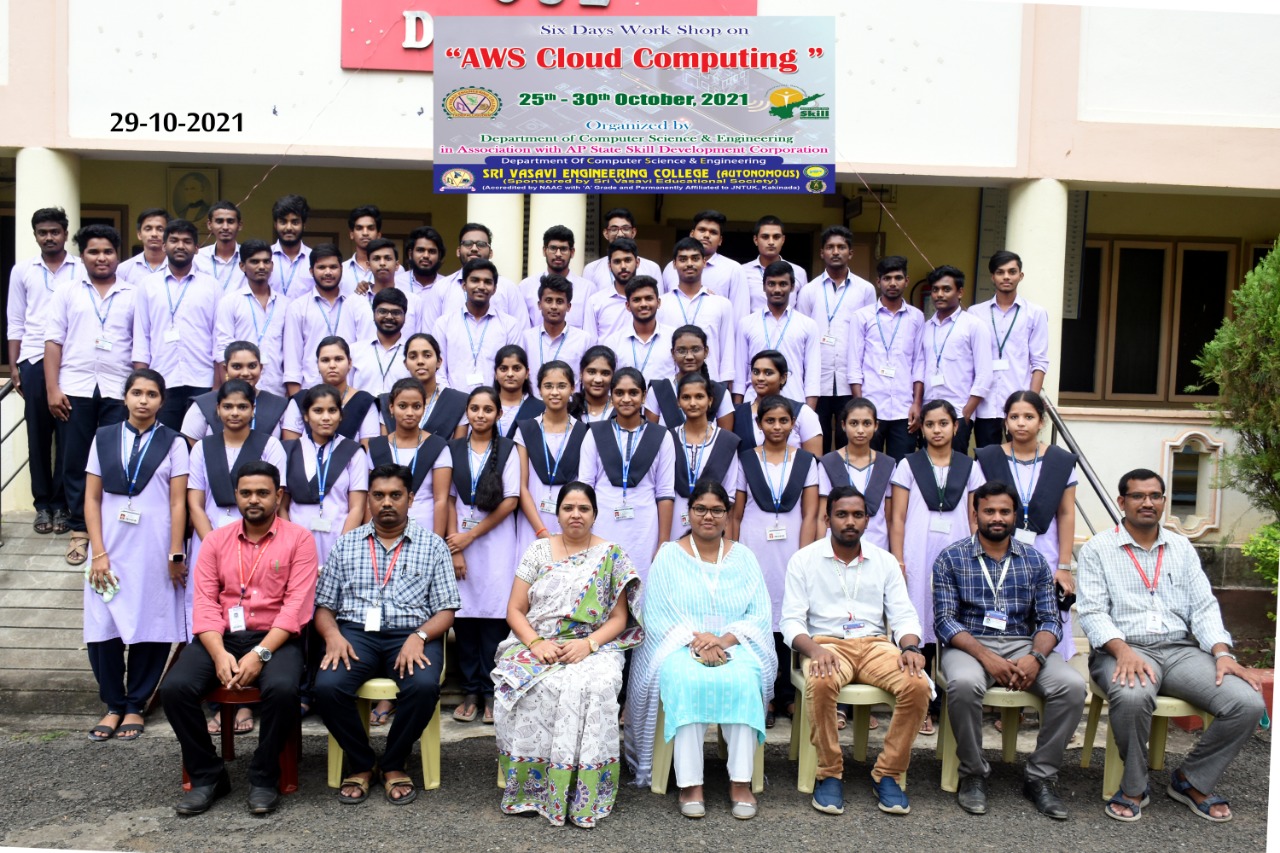 CSE
D
Six Days Work Shop on
“AWS Cloud Computing ”
25th - 30th October, 2021
Skill
Organized by
Department of Computer Science & Engineering
in Association with AP State Skill Development Corporation
Department Of Computer Science & Engineering
SRI VASAVI ENGINEERING COLLEGE (AUTONOMOUS)
(Sponsored by Sri Vasavi Educational Society)
(Accredited by NAAC with 'A' Grade and Permanently Affiliated to JNTUK, Kakinada)
29-10-2021